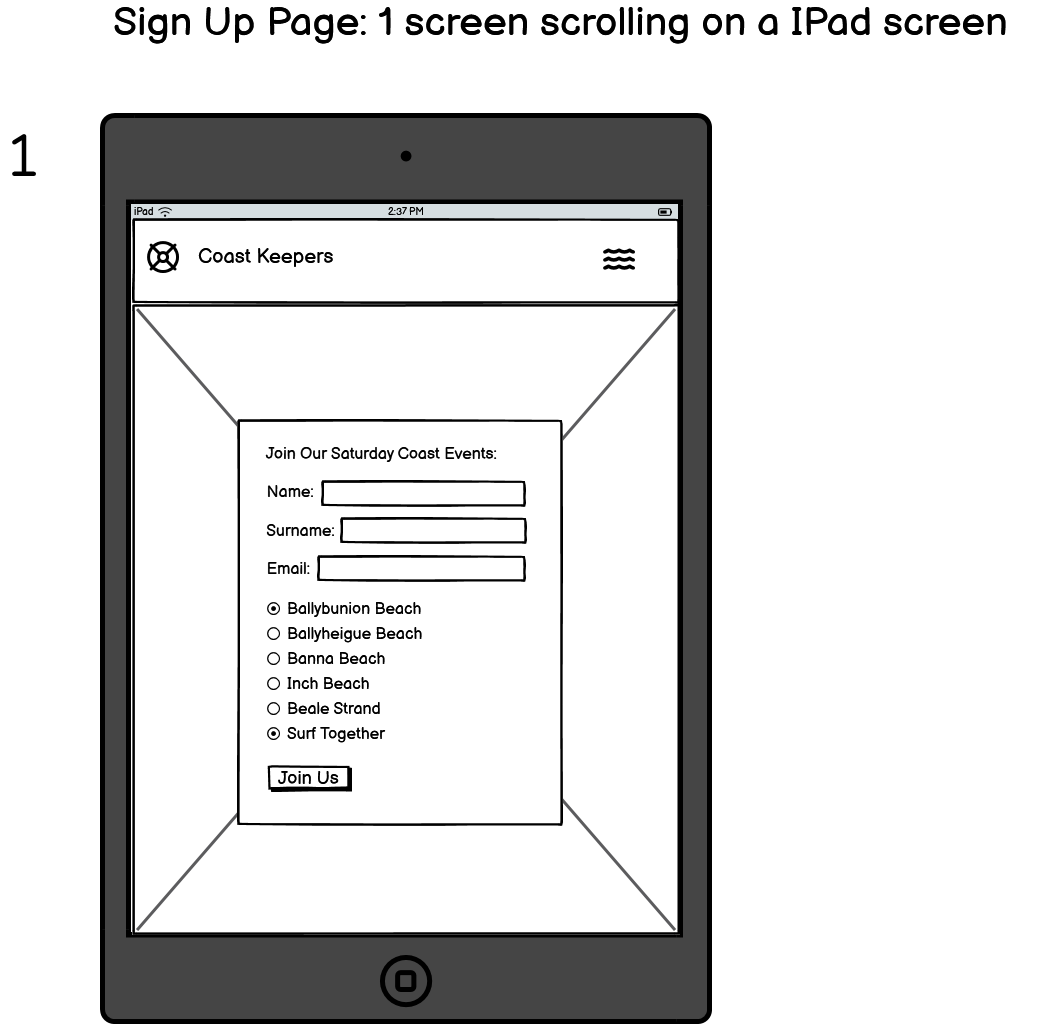 Sign Up Page: 1 screen scrolling on a IPad screen
1
iPad 2:37 PM
Coast Keepers
Join Our Saturday Coast Events:
Name:
Surname:
Email:
Ballybunion Beach
Ballyheigue Beach
Banna Beach
Inch Beach
Beale Strand
Surf Together
Join Us